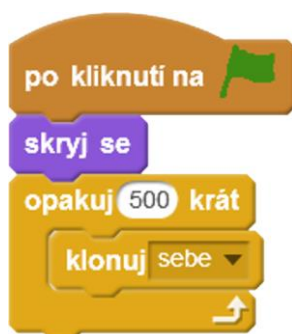 po kliknutí na
skryj se
opakuj 500 krát
klonuj sebe